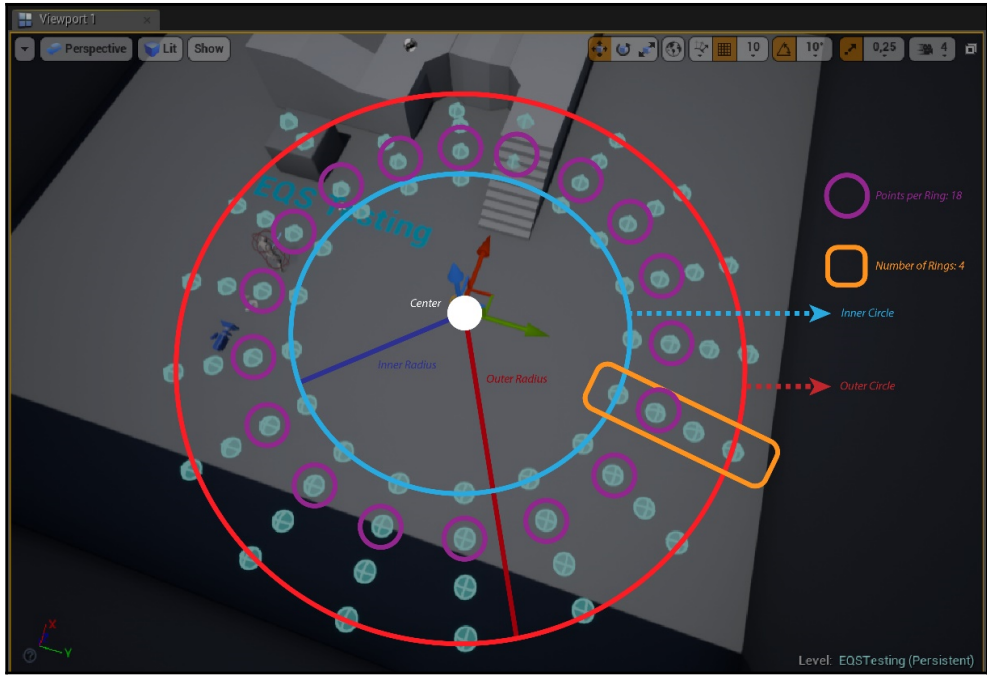 Viewport 1
Perspective Lit Show 10 10° 0,25 4
EQS Testing
Points per Ring: 18
Number of Rings: 4
Center
Inner Circle
Inner Radius
Outer Radius
Outer Circle
X
Y
Level: EQSTesting (Persistent)